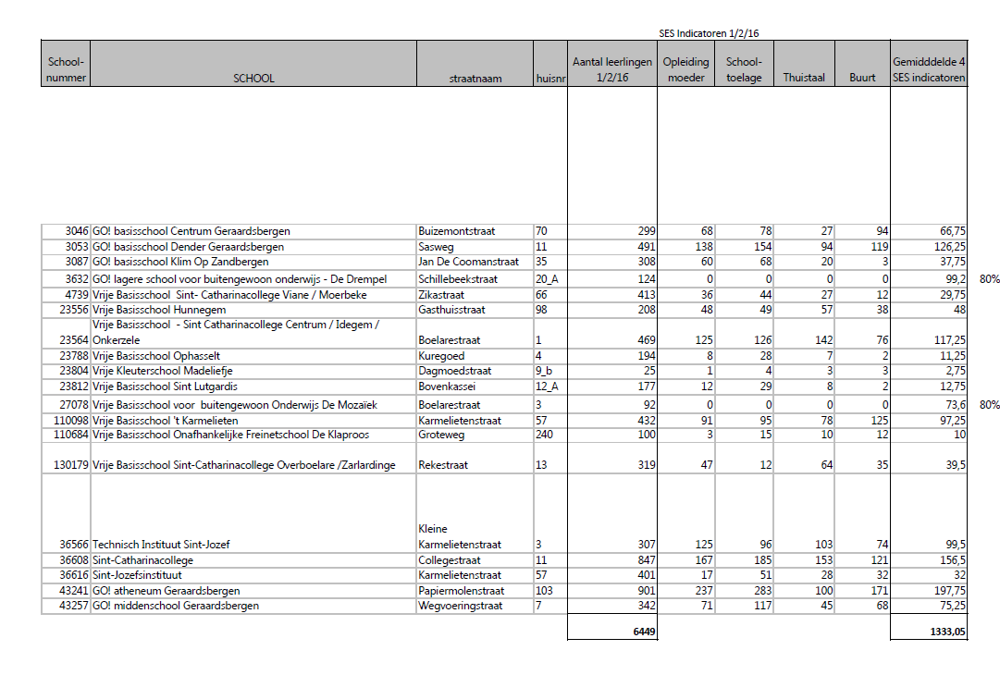 SES Indicatoren 1/2/16
School- Aantal leerlingen Opleiding School- Gemidddelde 4
nummer SCHOOL straatnaam huisnr 1/2/16 moeder toelage Thuistaal Buurt SES indicatoren
3046 GO! basisschool Centrum Geraardsbergen Buizemontstraat 70 299 68 78 27 94 66,75
3053 GO! basisschool Dender Geraardsbergen Sasweg 11 491 138 154 94 119 126,25
3087 GO! basisschool Klim Op Zandbergen Jan De Coomanstraat 35 308 60 68 20 3 37,75
3632 GO! lagere school voor buitengewoon onderwijs - De Drempel Schillebeekstraat 20_A 124 0 0 0 0 99,2 80%
4739 Vrije Basisschool Sint- Catharinacollege Viane / Moerbeke Zikastraat 66 413 36 44 27 12 29,75
23556 Vrije Basisschool Hunnegem Gasthuisstraat 98 208 48 49 57 38 48
Vrije Basisschool - Sint Catharinacollege Centrum / Idegem /
23564 Onkerzele Boelarestraat 1 469 125 126 142 76 117,25
23788 Vrije Basisschool Ophasselt Kuregoed 4 194 8 28 7 2 11,25
23804 Vrije Kleuterschool Madeliefje Dagmoedstraat 9_b 25 1 4 3 3 2,75
23812 Vrije Basisschool Sint Lutgardis Bovenkassei 12_A 177 12 29 8 2 12,75
27078 Vrije Basisschool voor buitengewoon Onderwijs De Mozaïek Boelarestraat 3 92 0 0 0 0 73,6 80%
110098 Vrije Basisschool 't Karmelieten Karmelietenstraat 57 432 91 95 78 125 97,25
110684 Vrije Basisschool Onafhankelijke Freinetschool De Klaproos Groteweg 240 100 3 15 10 12 10
130179 Vrije Basisschool Sint-Catharinacollege Overboelare /Zarlardinge Rekestraat 13 319 47 12 64 35 39,5
Kleine
36566 Technisch Instituut Sint-Jozef Karmelietenstraat 3 307 125 96 103 74 99,5
36608 Sint-Catharinacollege Collegestraat 11 847 167 185 153 121 156,5
36616 Sint-Jozefsinstituut Karmelietenstraat 57 401 17 51 28 32 32
43241 GO! atheneum Geraardsbergen Papiermolenstraat 103 901 237 283 100 171 197,75
43257 GO! middenschool Geraardsbergen Wegvoeringstraat 7 342 71 117 45 68 75,25
6449 1333,05